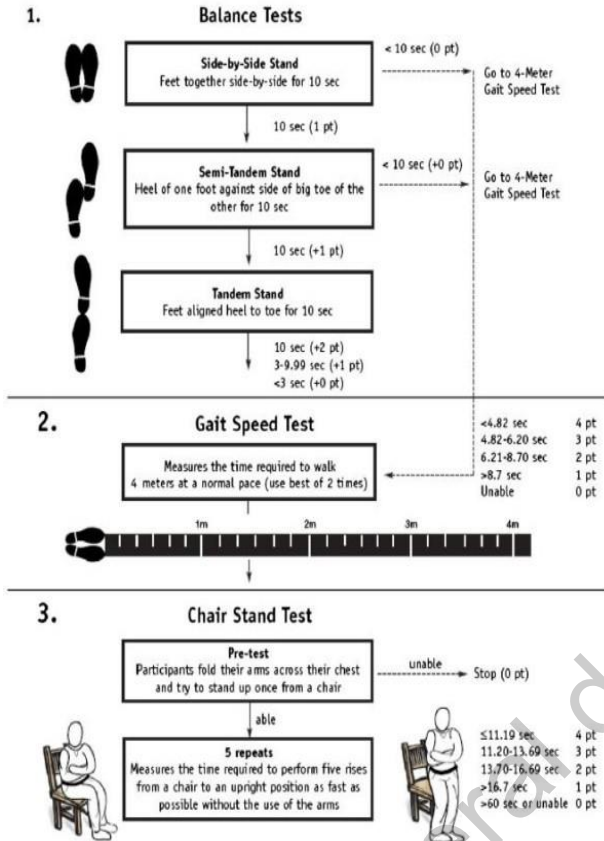 1.
Balance Tests
Side-by-Side Stand
Feet together side-by-side for 10 sec
< 10 sec (0 pt)
Go to 4-Meter
Gait Speed Test
10 sec (1 pt)
Semi-Tandem Stand
Heel of one foot against side of big toe of the
other for 10 sec
< 10 sec (+0 pt)
Go to 4-Meter
Gait Speed Test
10 sec (+1 pt)
Tandem Stand
Feet aligned heel to toe for 10 sec
10 sec (+2 pt)
3-9.99 sec (+1 pt)
<3 sec (+0 pt)
2.
Gait Speed Test
Measures the time required to walk
4 meters at a normal pace (use best of 2 times)
<4.82 sec 4 pt
4.82-6.20 sec 3 pt
6.21-8.70 sec 2 pt
>8.7 sec 1 pt
Unable 0 pt
1m 2m 3m 4m
3.
Chair Stand Test
Pre-test
Participants fold their arms across their chest
and try to stand up once from a chair
unable
Stop (0 pt)
able
5 repeats
Measures the time required to perform five rises
from a chair to an upright position as fast as
possible without the use of the arms
≤11.19 sec 4 pt
11.20-13.69 sec 3 pt
13.70-16.69 sec 2 pt
>16.7 sec 1 pt
>60 sec or unable 0 pt